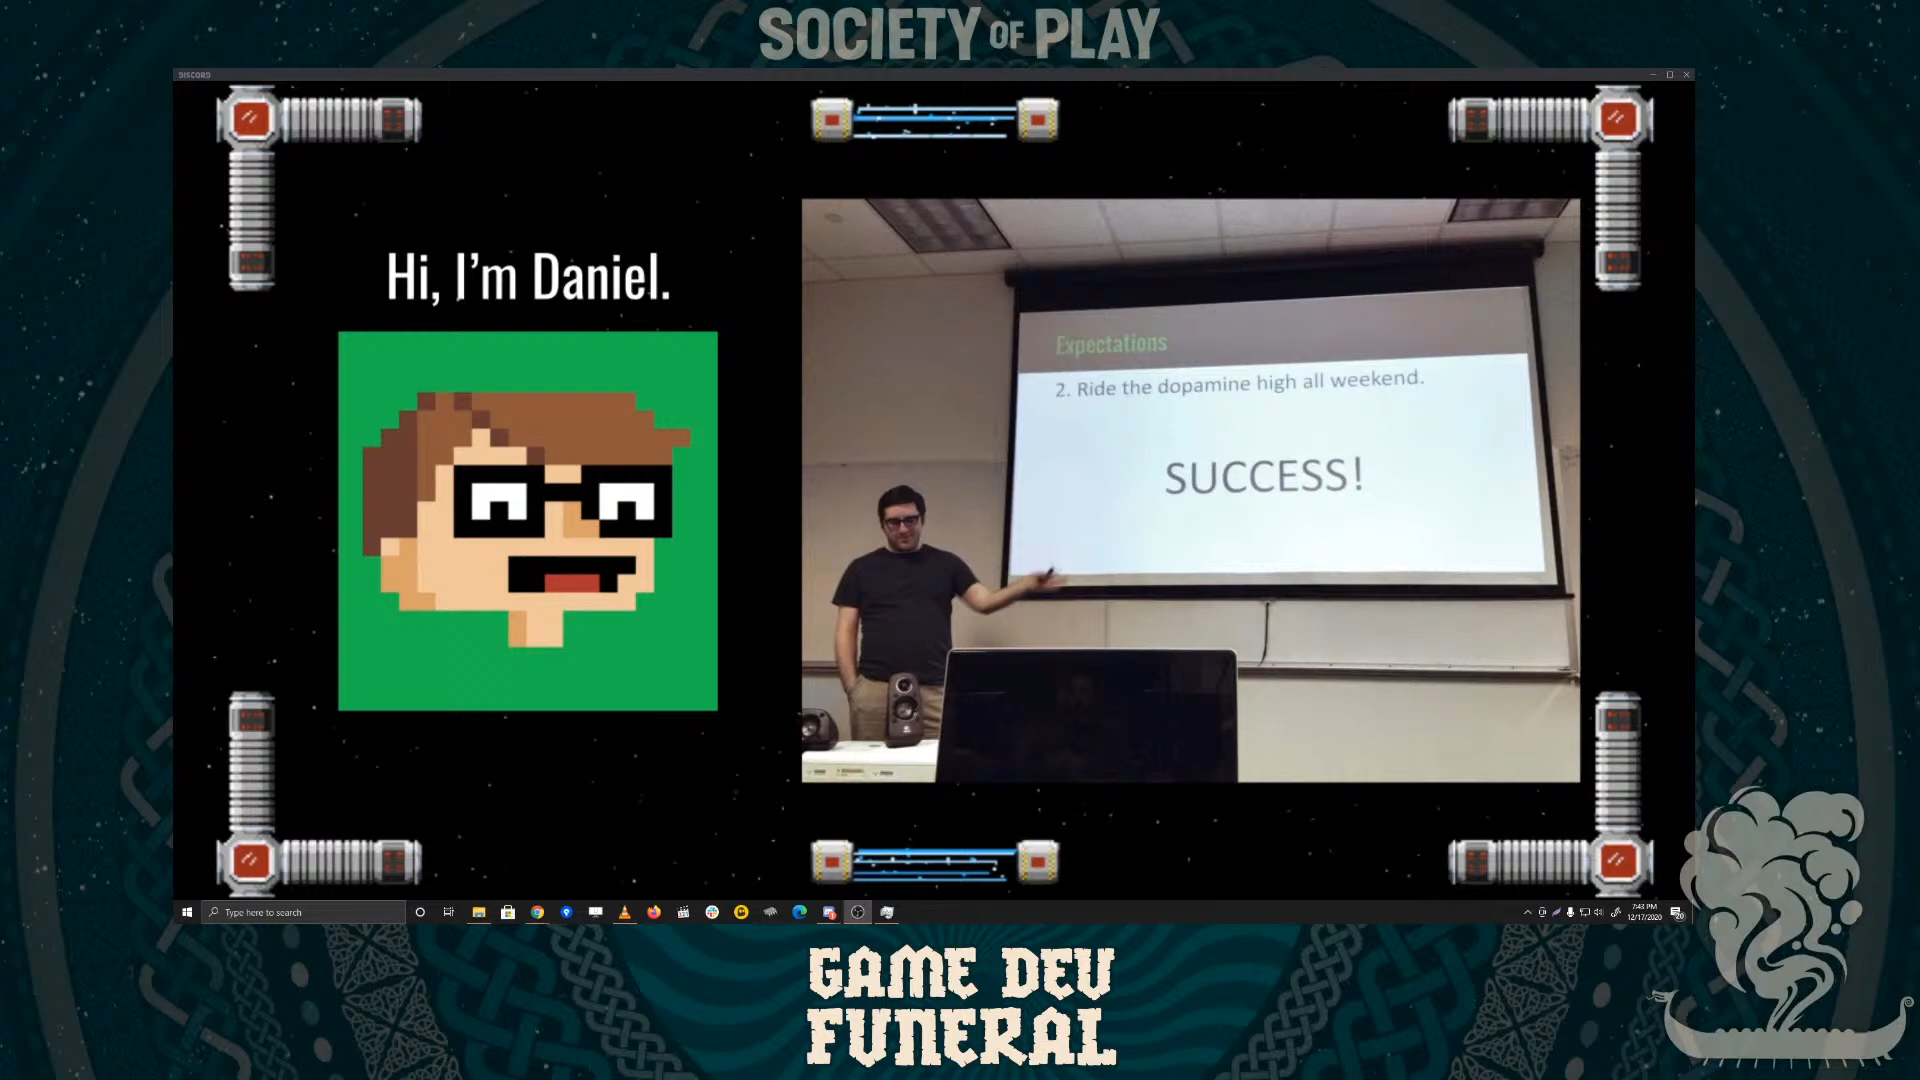 SOCIETY OF PLAY
DISCORD
Hi, I'm Daniel.
Expectations
2. Ride the dopamine high all weekend.
SUCCESS!
Type here to search
7:43 PM
12/17/2020
20
GAME DEV
FUNERAL